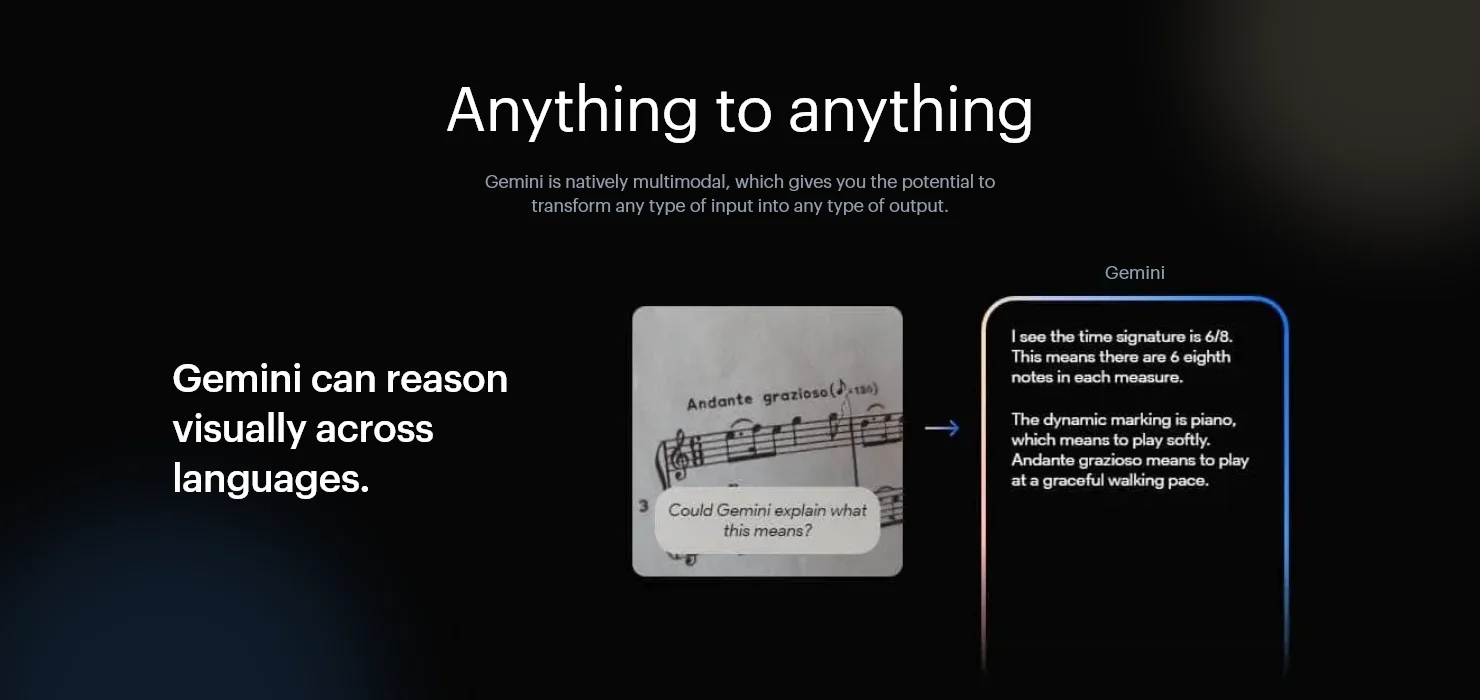 Anything to anything
Gemini is natively multimodal, which gives you the potential to
transform any type of input into any type of output.
Gemini can reason
visually across
languages.
Andante grazioso(♪=120)
3
Could Gemini explain what
this means?
Gemini
I see the time signature is 6/8.
This means there are 6 eighth
notes in each measure.
The dynamic marking is piano,
which means to play softly.
Andante grazioso means to play
at a graceful walking pace.